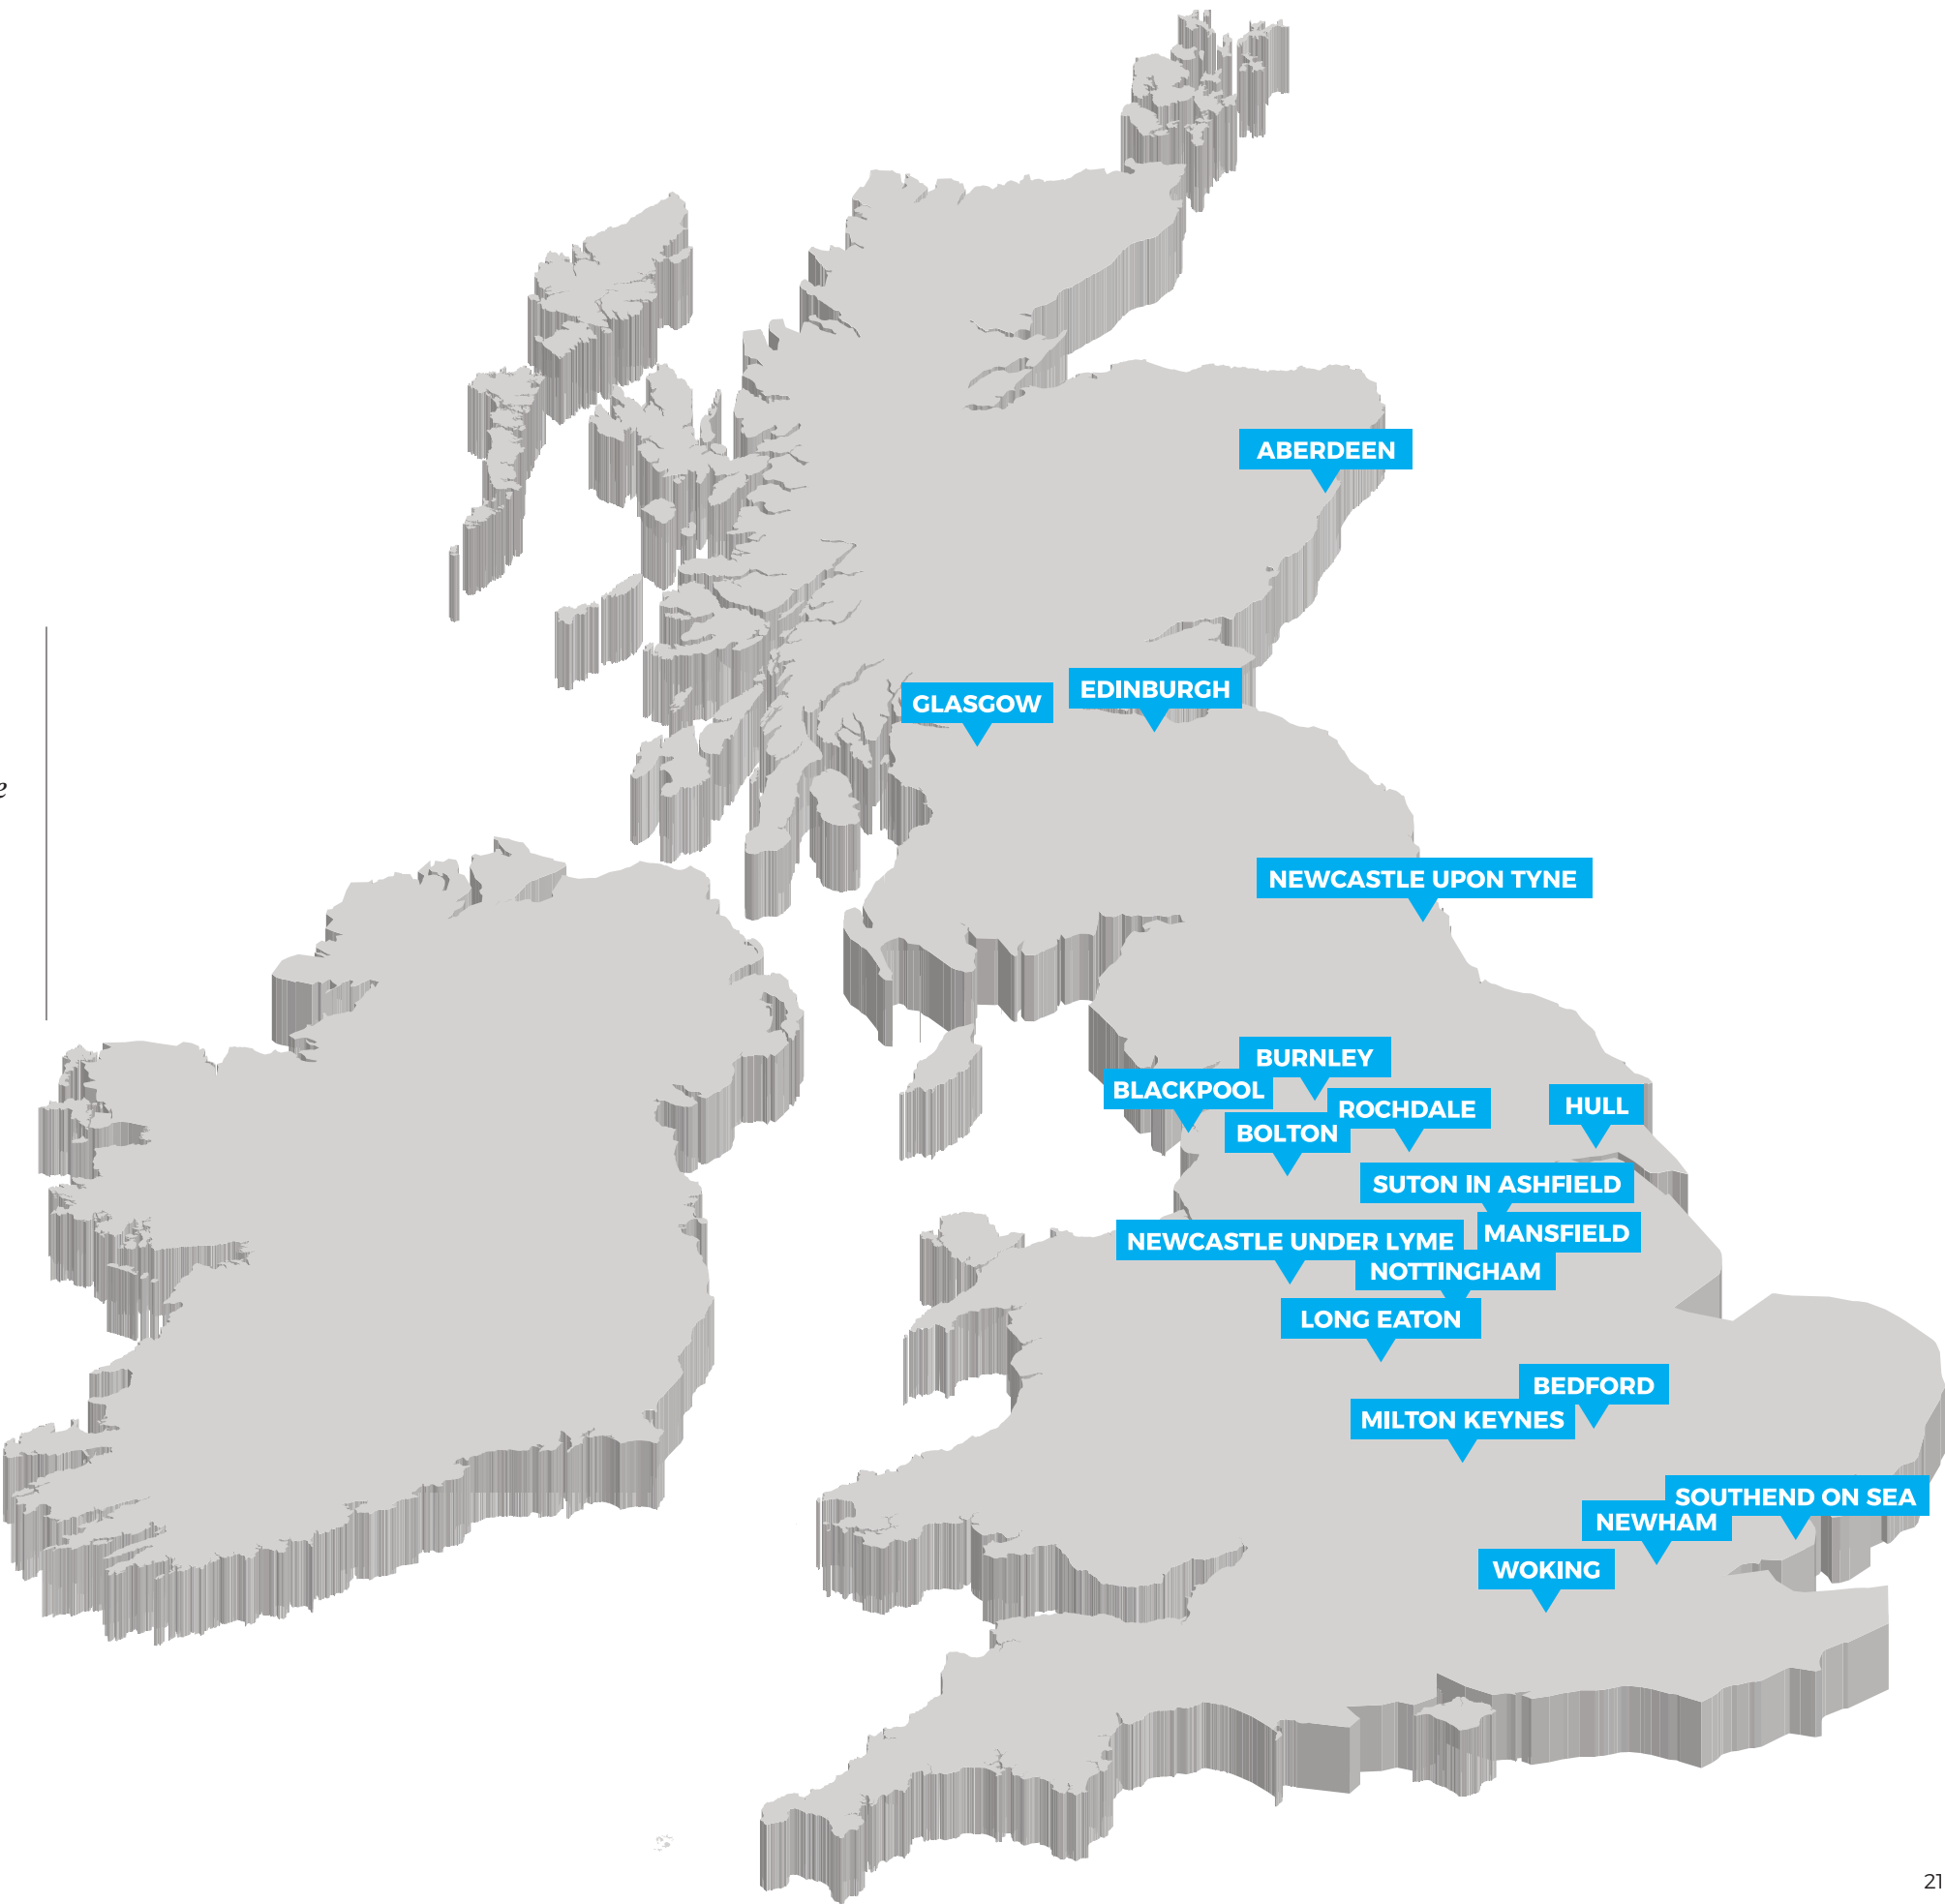 ABERDEEN
EDINBURGH
GLASGOW
e
NEWCASTLE UPON TYNE
BURNLEY
BLACKPOOL
ROCHDALE
HULL
BOLTON
SUTON IN ASHFIELD
MANSFIELD
NEWCASTLE UNDER LYME
NOTTINGHAM
LONG EATON
BEDFORD
MILTON KEYNES
SOUTHEND ON SEA
NEWHAM
WOKING
21